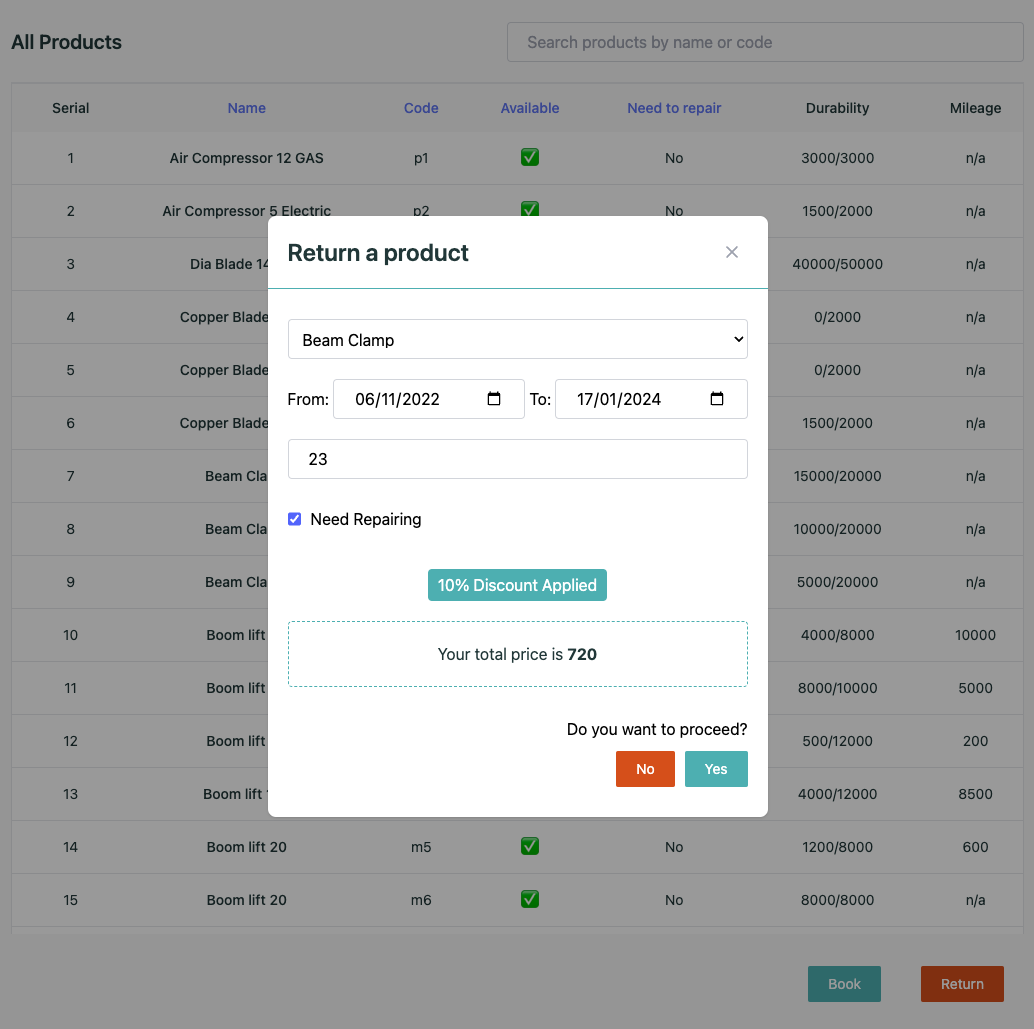 All Products
Search products by name or code
Serial Name Code Available Need to repair Durability Mileage
1 Air Compressor 12 GAS p1 ✅ No 3000/3000 n/a
2 Air Compressor 5 Electric p2 ✅ No 1500/2000 n/a
Return a product ×
3 Dia Blade 14 40000/50000 n/a
4 Copper Blade 0/2000 n/a
Beam Clamp
5 Copper Blade 0/2000 n/a
From: 06/11/2022 To: 17/01/2024
6 Copper Blade 1500/2000 n/a
23
7 Beam Cla 15000/20000 n/a
Need Repairing
8 Beam Cla 10000/20000 n/a
9 Beam Cla 5000/20000 n/a
10% Discount Applied
10 Boom lift 4000/8000 10000
Your total price is 720
11 Boom lift 8000/10000 5000
Do you want to proceed?
12 Boom lift 500/12000 200
No Yes
13 Boom lift 4000/12000 8500
14 Boom lift 20 m5 ✅ No 1200/8000 600
15 Boom lift 20 m6 ✅ No 8000/8000 n/a
Book Return